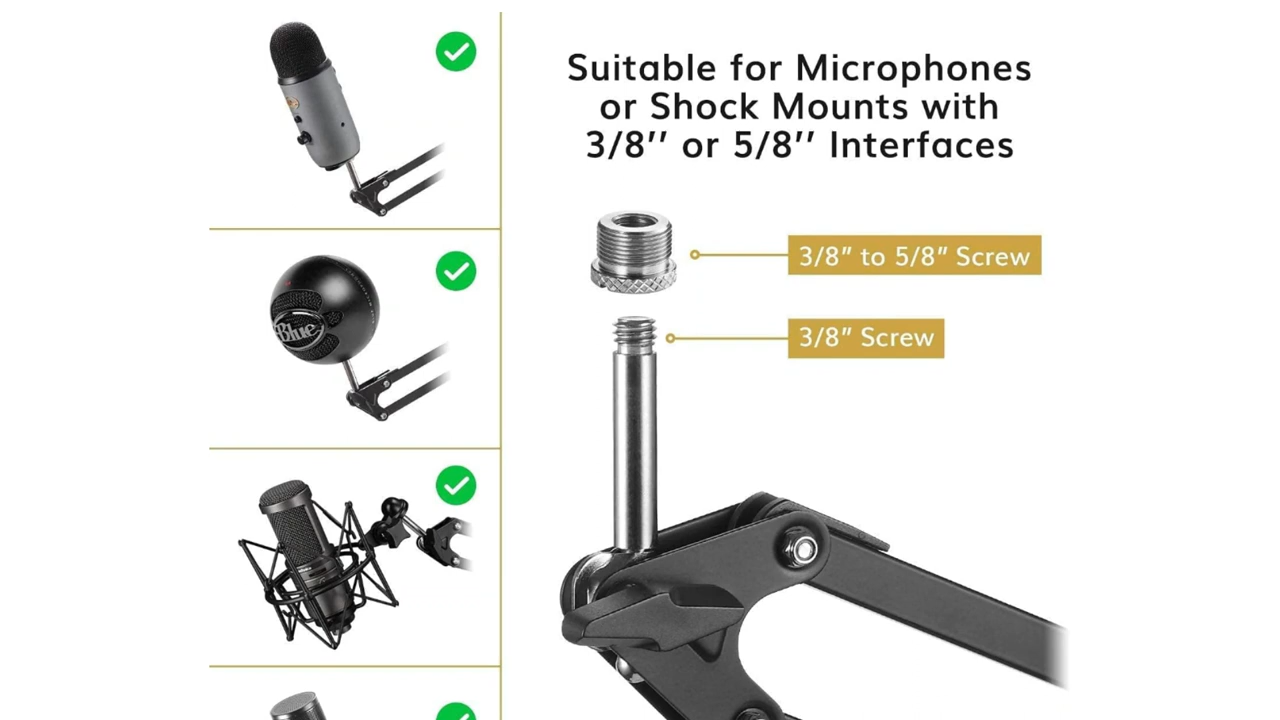 Suitable for Microphones
or Shock Mounts with
3/8’’ or 5/8’’ Interfaces
3/8” to 5/8” Screw
3/8” Screw
Blue